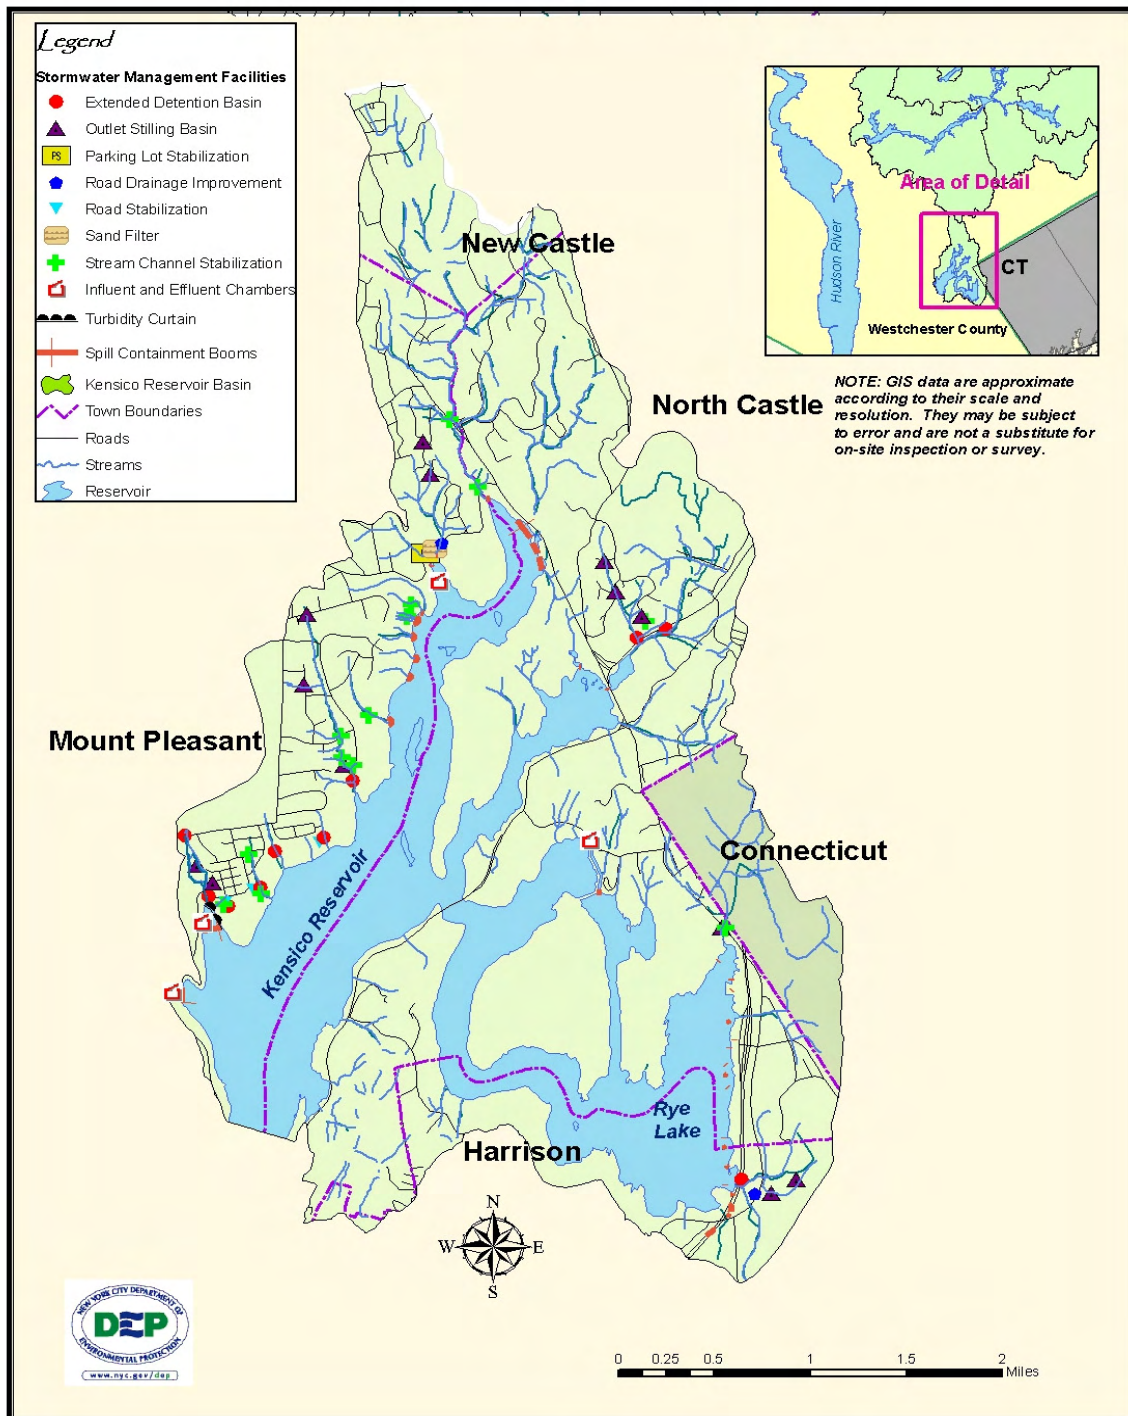 Legend
Stormwater Management Facilities
Extended Detention Basin
Outlet Stilling Basin
PS
Parking Lot Stabilization
Road Drainage Improvement
Road Stabilization
Sand Filter
Stream Channel Stabilization
Influent and Effluent Chambers
Turbidity Curtain
Spill Containment Booms
Kensico Reservoir Basin
Town Boundaries
Roads
Streams
Reservoir
Area of Detail
Hudson River
CT
Westchester County
NOTE: GIS data are approximate
according to their scale and
resolution. They may be subject
to error and are not a substitute for
on-site inspection or survey.
New Castle
North Castle
Mount Pleasant
Connecticut
Kensico Reservoir
Rye
Lake
Harrison
N
W
E
S
NEW YORK CITY DEPARTMENT OF
DEP
ENVIRONMENTAL PROTECTION
www.nyc.gov/dep
0 0.25 0.5 1 1.5 2
Miles